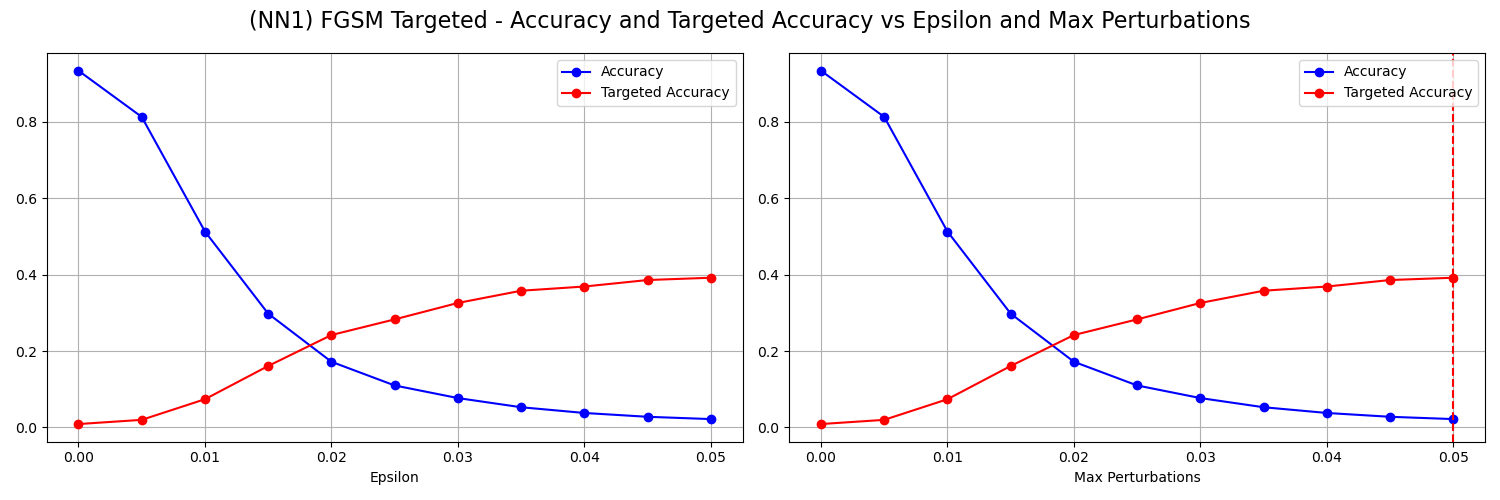 (NN1) FGSM Targeted - Accuracy and Targeted Accuracy vs Epsilon and Max Perturbations
Accuracy
Targeted Accuracy
0.8
0.6
0.4
0.2
0.0
0.00 0.01 0.02 0.03 0.04 0.05
Epsilon
Accuracy
Targeted Accuracy
0.8
0.6
0.4
0.2
0.0
0.00 0.01 0.02 0.03 0.04 0.05
Max Perturbations